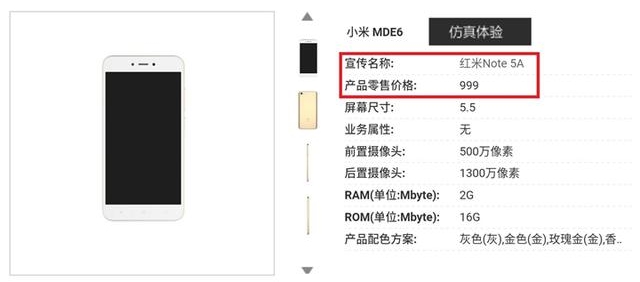 小米 MDE6 仿真体验
宣传名称: 红米Note 5A
产品零售价格: 999
屏幕尺寸: 5.5
业务属性: 无
前置摄像头: 500万像素
后置摄像头: 1300万像素
RAM(单位:Mbyte): 2G
ROM(单位:Mbyte): 16G
产品配色方案: 灰色(灰),金色(金),玫瑰金(金),香..